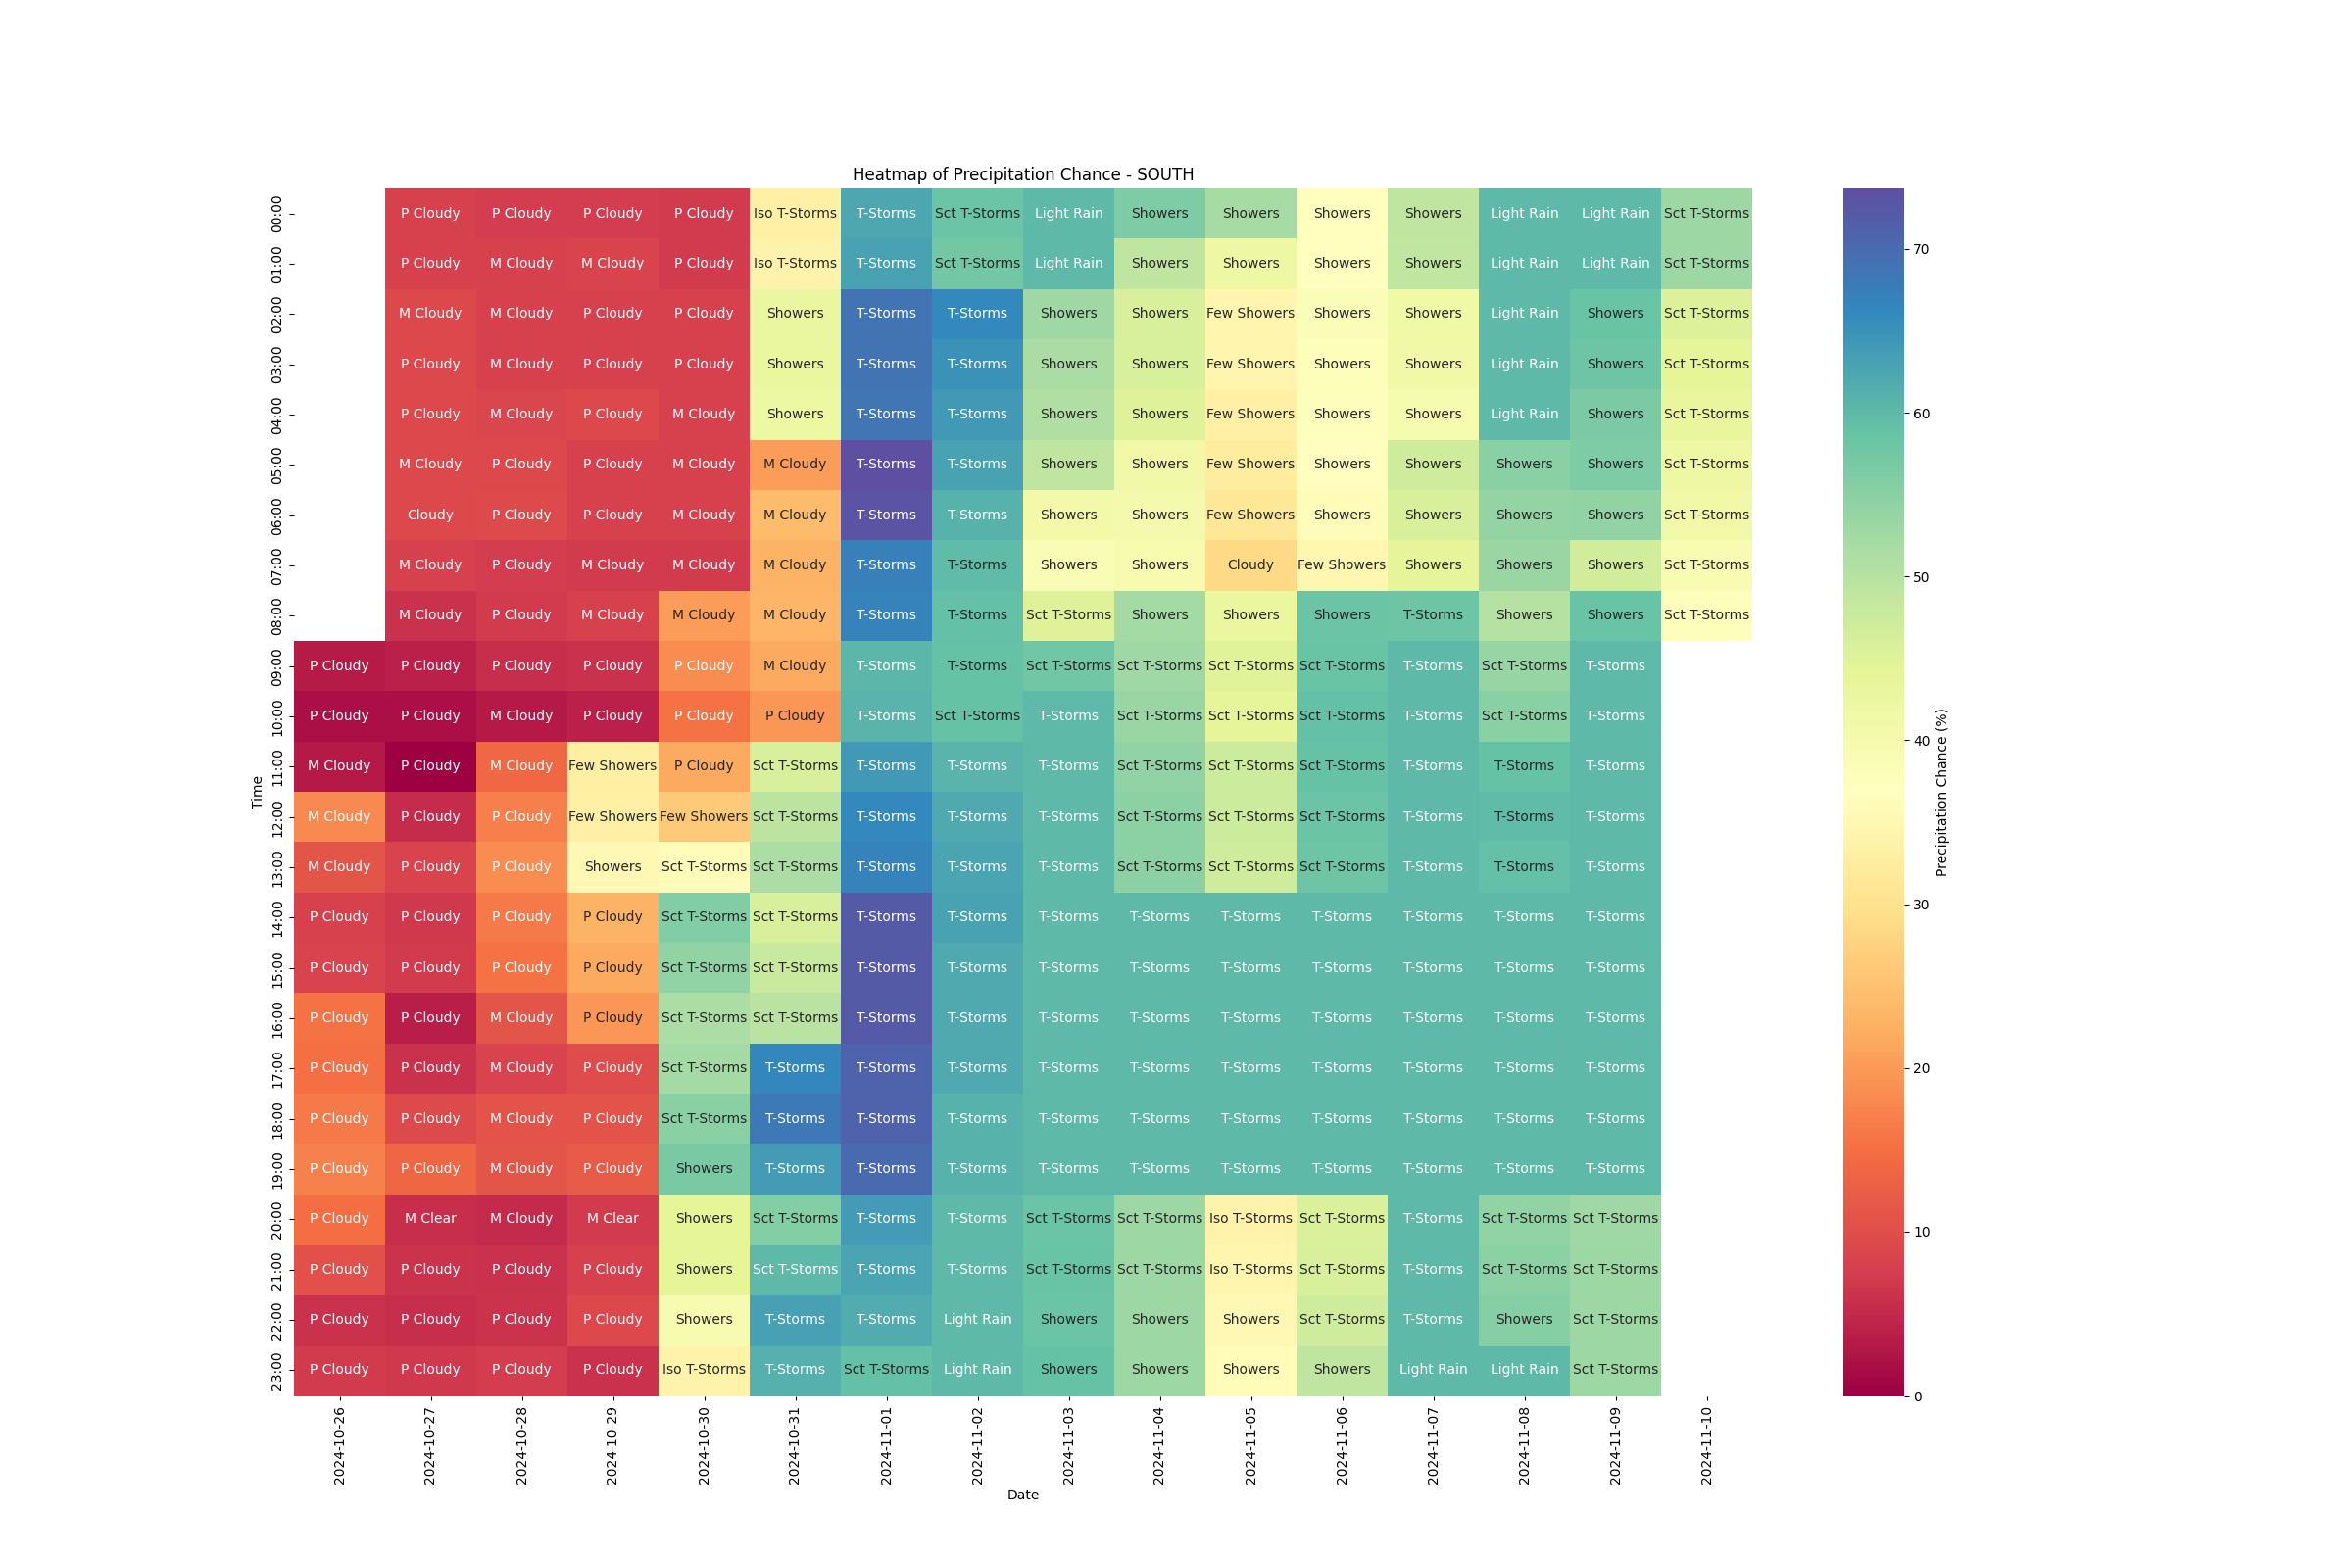 Heatmap of Precipitation Chance - SOUTH
00:00 P Cloudy P Cloudy P Cloudy P Cloudy Iso T-Storms T-Storms Sct T-Storms Light Rain Showers Showers Showers Showers Light Rain Light Rain Sct T-Storms
01:00 P Cloudy M Cloudy M Cloudy P Cloudy Iso T-Storms T-Storms Sct T-Storms Light Rain Showers Showers Showers Showers Light Rain Light Rain Sct T-Storms
02:00 M Cloudy M Cloudy P Cloudy P Cloudy Showers T-Storms T-Storms Showers Showers Few Showers Showers Showers Light Rain Showers Sct T-Storms
03:00 P Cloudy M Cloudy P Cloudy P Cloudy Showers T-Storms T-Storms Showers Showers Few Showers Showers Showers Light Rain Showers Sct T-Storms
04:00 P Cloudy M Cloudy P Cloudy M Cloudy Showers T-Storms T-Storms Showers Showers Few Showers Showers Showers Light Rain Showers Sct T-Storms
05:00 M Cloudy P Cloudy P Cloudy M Cloudy M Cloudy T-Storms T-Storms Showers Showers Few Showers Showers Showers Showers Showers Sct T-Storms
06:00 Cloudy P Cloudy P Cloudy M Cloudy M Cloudy T-Storms T-Storms Showers Showers Few Showers Showers Showers Showers Showers Sct T-Storms
07:00 M Cloudy P Cloudy M Cloudy M Cloudy M Cloudy T-Storms T-Storms Showers Showers Cloudy Few Showers Showers Showers Showers Sct T-Storms
08:00 M Cloudy P Cloudy M Cloudy M Cloudy M Cloudy T-Storms T-Storms Sct T-Storms Showers Showers Showers T-Storms Showers Showers Sct T-Storms
09:00 P Cloudy P Cloudy P Cloudy P Cloudy P Cloudy M Cloudy T-Storms T-Storms Sct T-Storms Sct T-Storms Sct T-Storms Sct T-Storms T-Storms Sct T-Storms T-Storms
10:00 P Cloudy P Cloudy M Cloudy P Cloudy P Cloudy P Cloudy T-Storms Sct T-Storms T-Storms Sct T-Storms Sct T-Storms Sct T-Storms T-Storms Sct T-Storms T-Storms
11:00 M Cloudy P Cloudy M Cloudy Few Showers P Cloudy Sct T-Storms T-Storms T-Storms T-Storms Sct T-Storms Sct T-Storms Sct T-Storms T-Storms T-Storms T-Storms
12:00 M Cloudy P Cloudy P Cloudy Few Showers Few Showers Sct T-Storms T-Storms T-Storms T-Storms Sct T-Storms Sct T-Storms Sct T-Storms T-Storms T-Storms T-Storms
13:00 M Cloudy P Cloudy P Cloudy Showers Sct T-Storms Sct T-Storms T-Storms T-Storms T-Storms Sct T-Storms Sct T-Storms Sct T-Storms T-Storms T-Storms T-Storms
14:00 P Cloudy P Cloudy P Cloudy P Cloudy Sct T-Storms Sct T-Storms T-Storms T-Storms T-Storms T-Storms T-Storms T-Storms T-Storms T-Storms T-Storms
15:00 P Cloudy P Cloudy P Cloudy P Cloudy Sct T-Storms Sct T-Storms T-Storms T-Storms T-Storms T-Storms T-Storms T-Storms T-Storms T-Storms T-Storms
16:00 P Cloudy P Cloudy M Cloudy P Cloudy Sct T-Storms Sct T-Storms T-Storms T-Storms T-Storms T-Storms T-Storms T-Storms T-Storms T-Storms T-Storms
17:00 P Cloudy P Cloudy M Cloudy P Cloudy Sct T-Storms T-Storms T-Storms T-Storms T-Storms T-Storms T-Storms T-Storms T-Storms T-Storms T-Storms
18:00 P Cloudy P Cloudy M Cloudy P Cloudy Sct T-Storms T-Storms T-Storms T-Storms T-Storms T-Storms T-Storms T-Storms T-Storms T-Storms T-Storms
19:00 P Cloudy P Cloudy M Cloudy P Cloudy Showers T-Storms T-Storms T-Storms T-Storms T-Storms T-Storms T-Storms T-Storms T-Storms T-Storms
20:00 P Cloudy M Clear M Cloudy M Clear Showers Sct T-Storms T-Storms T-Storms Sct T-Storms Sct T-Storms Iso T-Storms Sct T-Storms T-Storms Sct T-Storms Sct T-Storms
21:00 P Cloudy P Cloudy P Cloudy P Cloudy Showers Sct T-Storms T-Storms T-Storms Sct T-Storms Sct T-Storms Iso T-Storms Sct T-Storms T-Storms Sct T-Storms Sct T-Storms
22:00 P Cloudy P Cloudy P Cloudy P Cloudy Showers T-Storms T-Storms Light Rain Showers Showers Showers Sct T-Storms T-Storms Showers Sct T-Storms
23:00 P Cloudy P Cloudy P Cloudy P Cloudy Iso T-Storms T-Storms Sct T-Storms Light Rain Showers Showers Showers Showers Light Rain Light Rain Sct T-Storms
2024-10-26 2024-10-27 2024-10-28 2024-10-29 2024-10-30 2024-10-31 2024-11-01 2024-11-02 2024-11-03 2024-11-04 2024-11-05 2024-11-06 2024-11-07 2024-11-08 2024-11-09 2024-11-10
Date
Time
70
60
50
40
30
20
10
0
Precipitation Chance (%)